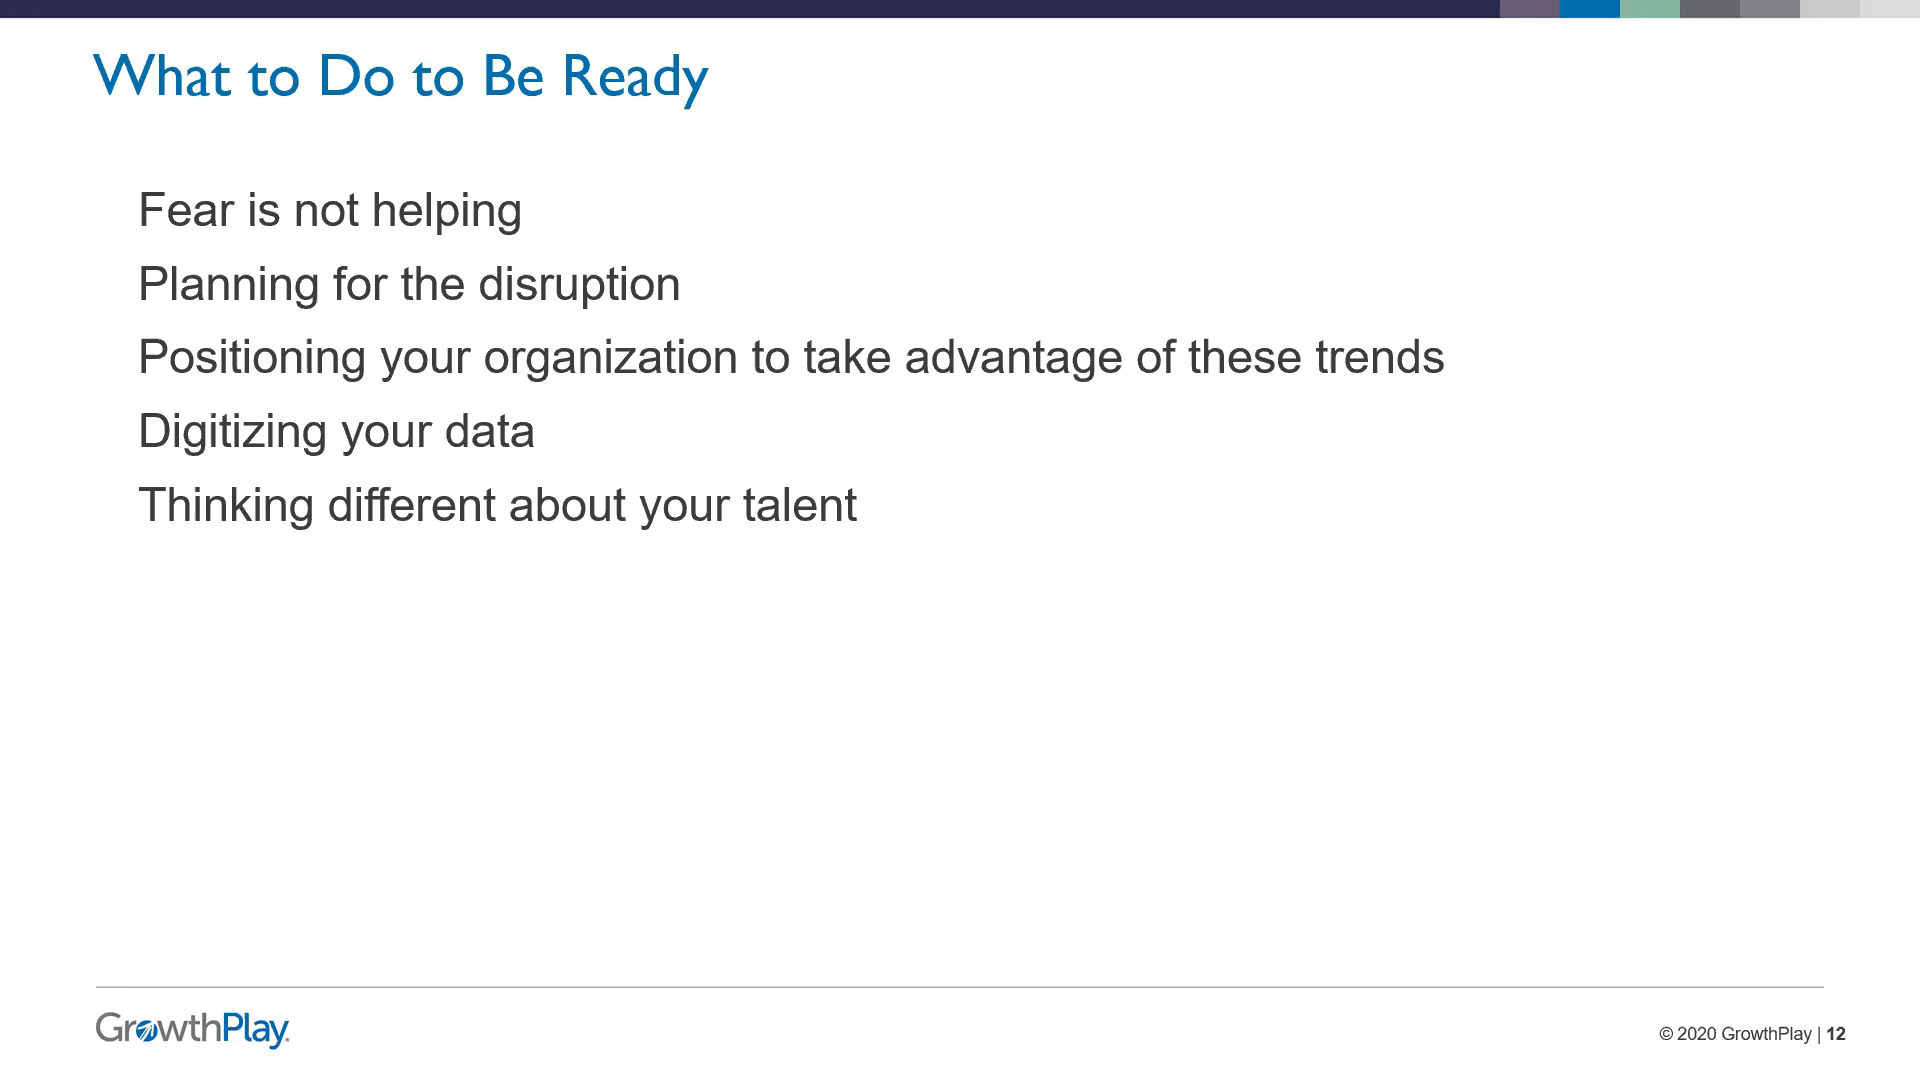 What to Do to Be Ready
Fear is not helping
Planning for the disruption
Positioning your organization to take advantage of these trends
Digitizing your data
Thinking different about your talent
GrowthPlay
© 2020 GrowthPlay | 12